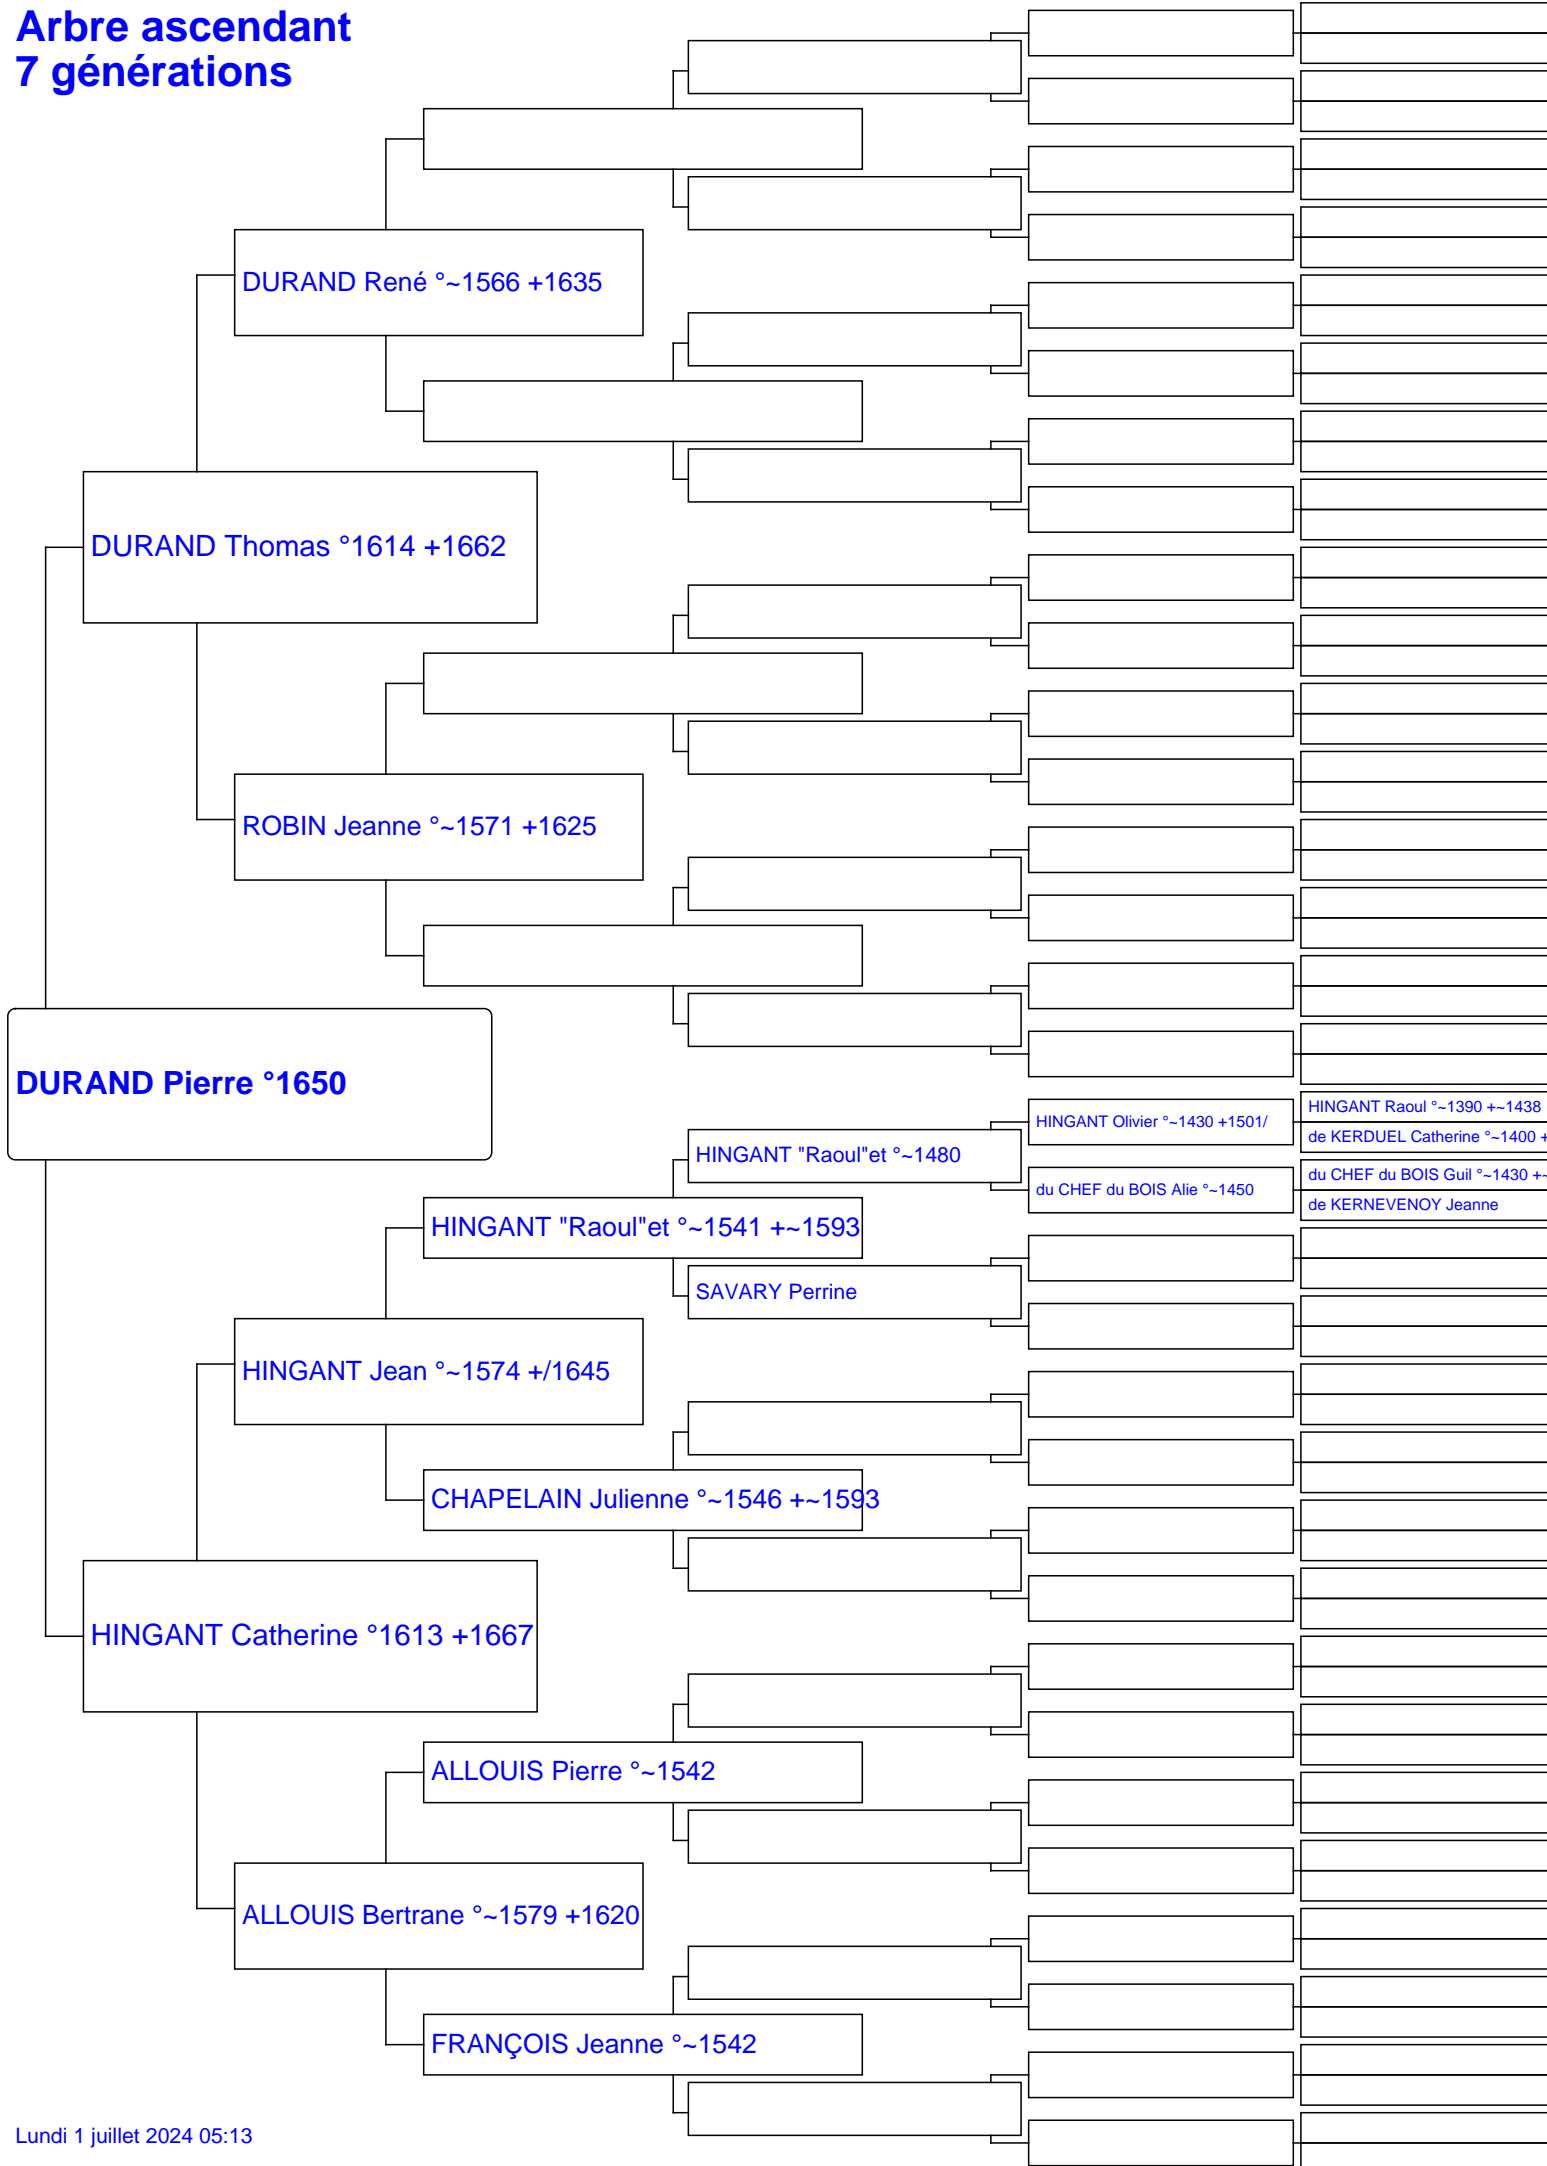 Arbre ascendant
7 générations
DURAND René °~1566 +1635
DURAND Thomas °1614 +1662
ROBIN Jeanne °~1571 +1625
DURAND Pierre °1650
HINGANT Raoul °~1390 +~1438
HINGANT Olivier °~1430 +1501/
de KERDUEL Catherine °~1400 +
HINGANT "Raoul"et °~1480
du CHEF du BOIS Guil °~1430 +~
du CHEF du BOIS Alie °~1450
de KERNEVENOY Jeanne
HINGANT "Raoul"et °~1541 +~1593
SAVARY Perrine
HINGANT Jean °~1574 +/1645
CHAPELAIN Julienne °~1546 +~1593
HINGANT Catherine °1613 +1667
ALLOUIS Pierre °~1542
ALLOUIS Bertrane °~1579 +1620
FRANÇOIS Jeanne °~1542
Lundi 1 juillet 2024 05:13